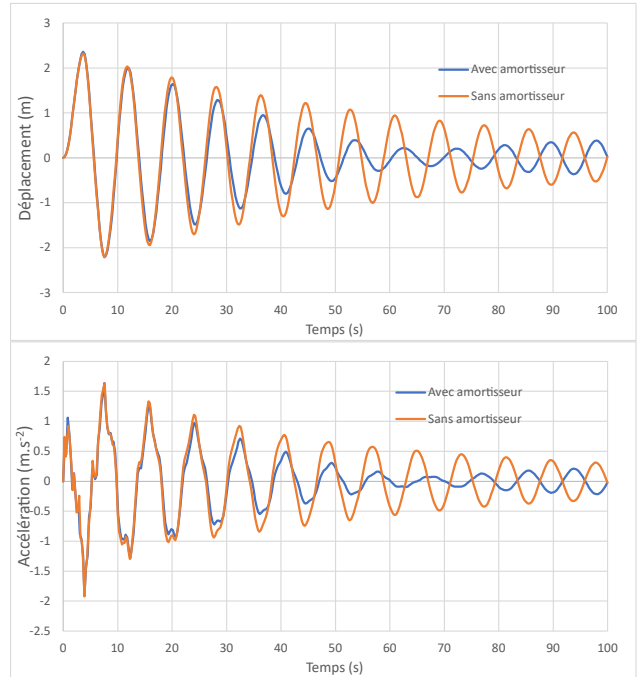 3
2
1
0
-1
-2
-3
Déplacement (m)
Avec amortisseur
Sans amortisseur
0 10 20 30 40 50 60 70 80 90 100
Temps (s)
2
1.5
1
0.5
0
-0.5
-1
-1.5
-2
-2.5
Accélération (m.s-2)
Avec amortisseur
Sans amortisseur
0 10 20 30 40 50 60 70 80 90 100
Temps (s)